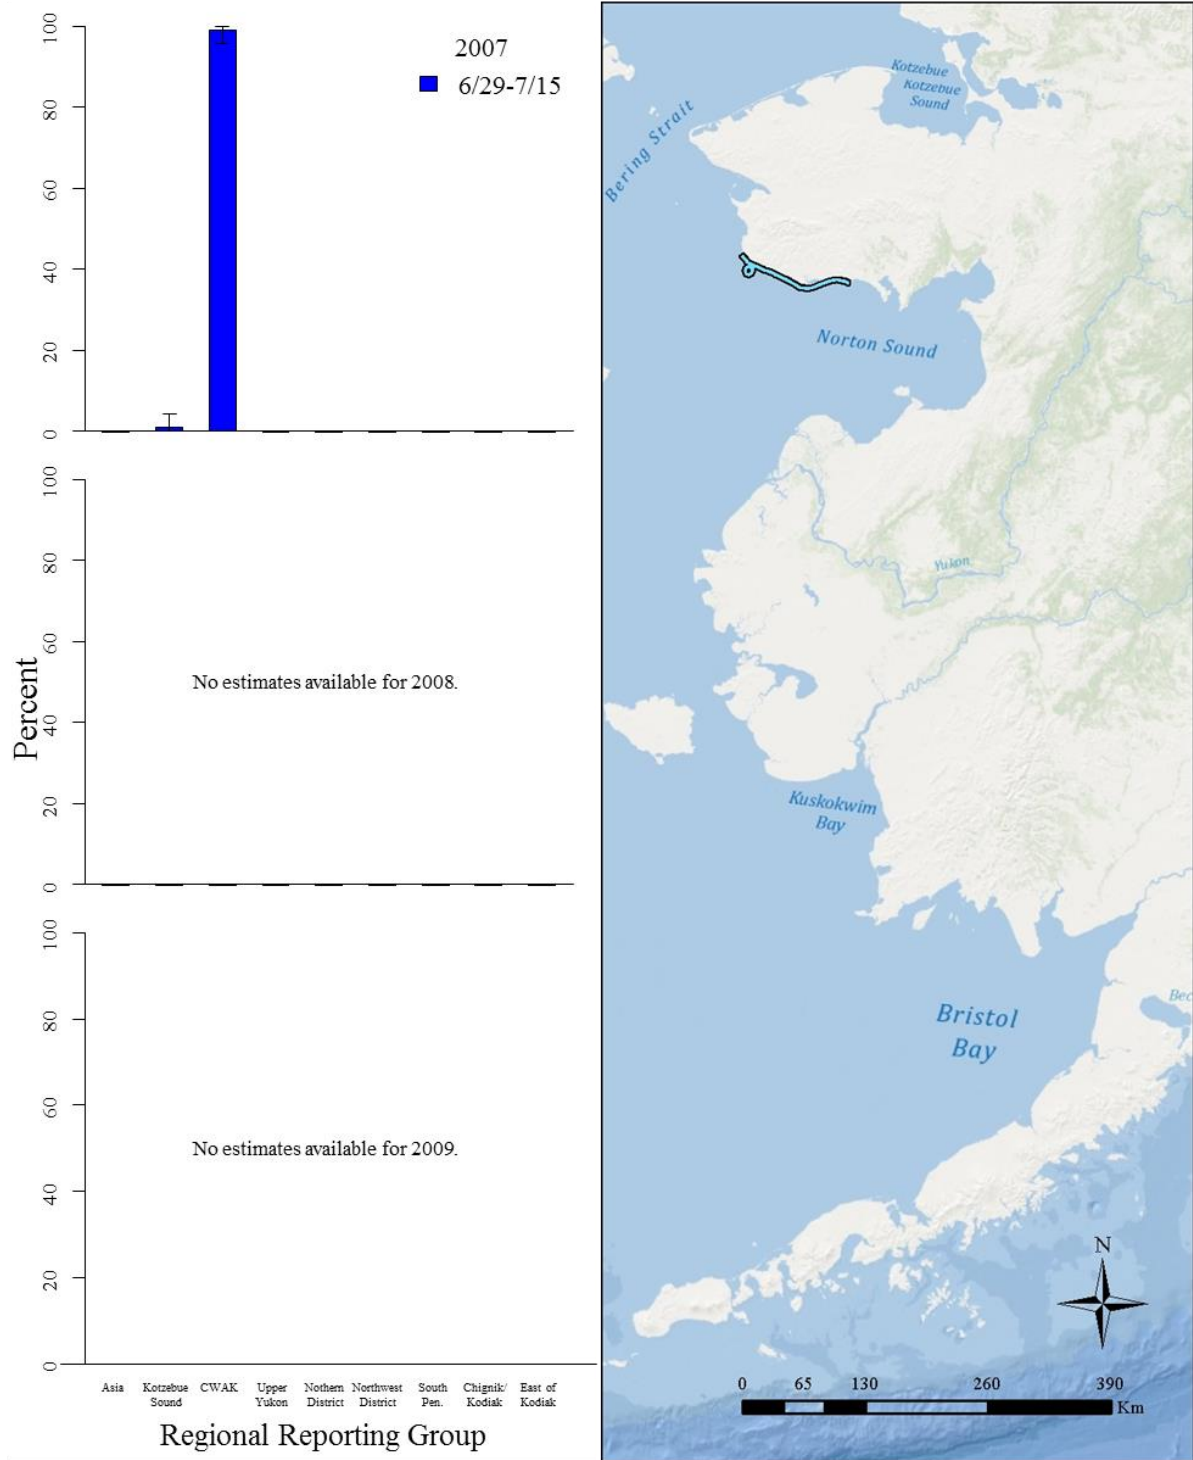 2007
6/29-7/15
100
80
60
40
20
0
100
80
60
40
20
0
No estimates available for 2008.
Percent
100
80
60
40
20
0
No estimates available for 2009.
Asia
Kotzebue
Sound
CWAK
Upper
Yukon
Nothern
District
Northwest
District
South
Pen.
Chignik/
Kodiak
East of
Kodiak
Regional Reporting Group
Kotzebue
Kotzebue
Sound
Bering Strait
Norton Sound
Yukon
Kuskokwim
Bay
Bristol
Bay
Bec
N
0 65 130 260 390
Km